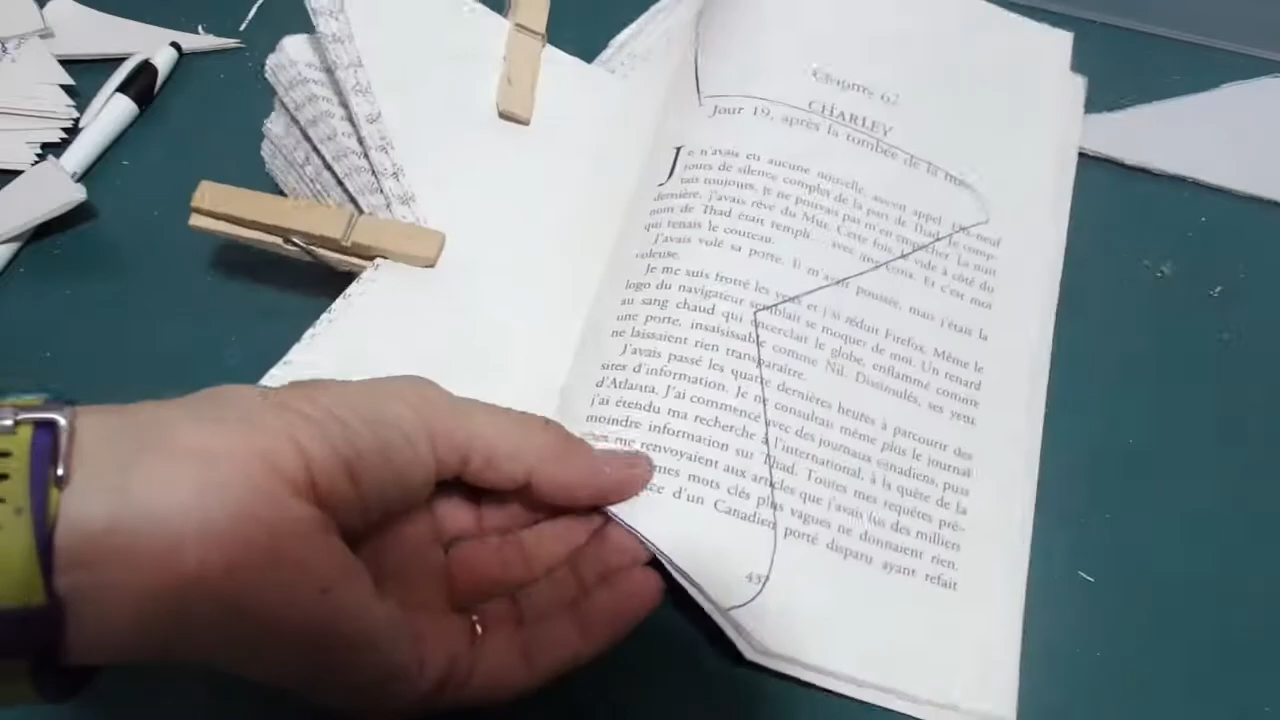 Chapitre 62
CHARLEY
Jour 19, après la tombée de la nuit
Je n'avais eu aucune nouvelle, aucun appel. Dix-neuf
jours de silence complet de la part de Thad. Je comp-
tais toujours. Je ne pouvais pas m'en empêcher. La nuit
dernière, j'avais rêvé du Mur. Cette fois, le vide à côté du
nom de Thad était rempli avec une croix. Et c'est moi
qui tenais le couteau.
J'avais volé sa porte. Il m'avait poussée, mais j'étais la
voleuse.
Je me suis frotté les yeux et j'ai réduit Firefox. Même le
logo du navigateur semblait se moquer de moi. Un renard
au sang chaud qui encerclait le globe, enflammé comme
une porte, insaisissable comme Nil. Dissimulés, ses yeux
ne laissaient rien transparaître.
J'avais passé les quatre dernières heures à parcourir des
sites d'information. Je ne consultais même plus le journal
d'Atlanta. J'ai commencé avec des journaux canadiens, puis
j'ai étendu ma recherche à l'international, à la quête de la
moindre information sur Thad. Toutes mes requêtes pré-
me renvoyaient aux articles que j'avais lus des milliers
mes mots clés plus vagues ne donnaient rien.
d'un Canadien porté disparu ayant refait